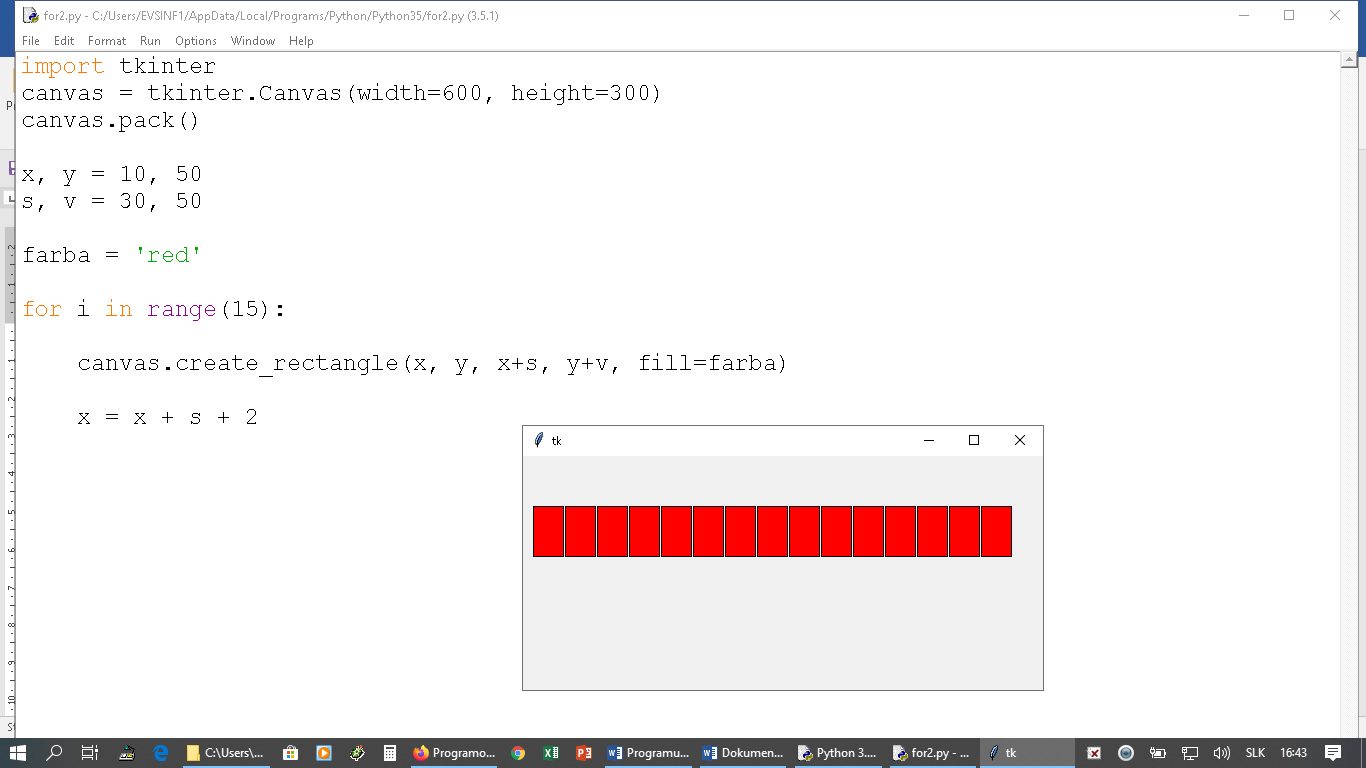 for2.py - C:/Users/EVSINF1/AppData/Local/Programs/Python/Python35/for2.py (3.5.1)
File Edit Format Run Options Window Help
import tkinter
canvas = tkinter.Canvas(width=600, height=300)
canvas.pack()
x, y = 10, 50
s, v = 30, 50
farba = 'red'
for i in range(15):
    canvas.create_rectangle(x, y, x+s, y+v, fill=farba)
    x = x + s + 2
tk
C:\Users\... Programo... Programu... Dokumen... Python 3.... for2.py - ... tk SLK 16:43